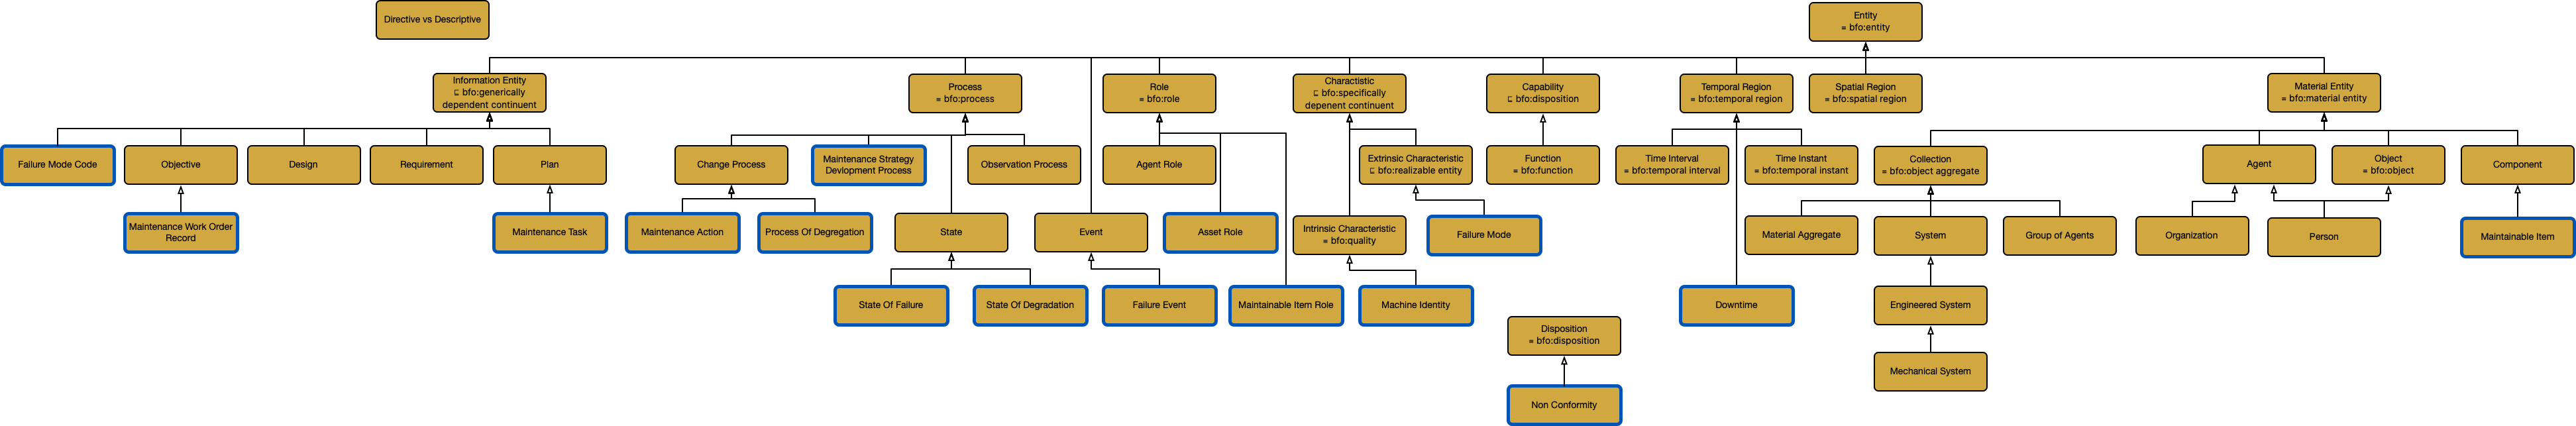 Directive vs Descriptive
Entity
= bfo:entity
Information Entity
⊑ bfo:generically
dependent continuent
Process
= bfo:process
Role
= bfo:role
Charactistic
⊑ bfo:specifically
depenent continuent
Capability
⊑ bfo:disposition
Temporal Region
= bfo:temporal region
Spatial Region
= bfo:spatial region
Material Entity
= bfo:material entity
Failure Mode Code
Objective
Design
Requirement
Plan
Change Process
Maintenance Strategy
Devlopment Process
Observation Process
Agent Role
Extrinsic Characteristic
⊑ bfo:realizable entity
Function
= bfo:function
Time Interval
= bfo:temporal interval
Time Instant
= bfo:temporal instant
Collection
= bfo:object aggregate
Agent
Object
= bfo:object
Component
Maintenance Work Order
Record
Maintenance Task
Maintenance Action
Process Of Degregation
State
Event
Asset Role
Intrinsic Characteristic
= bfo:quality
Failure Mode
Material Aggregate
System
Group of Agents
Organization
Person
Maintainable Item
State Of Failure
State Of Degradation
Failure Event
Maintainable Item Role
Machine Identity
Downtime
Engineered System
Disposition
= bfo:disposition
Mechanical System
Non Conformity